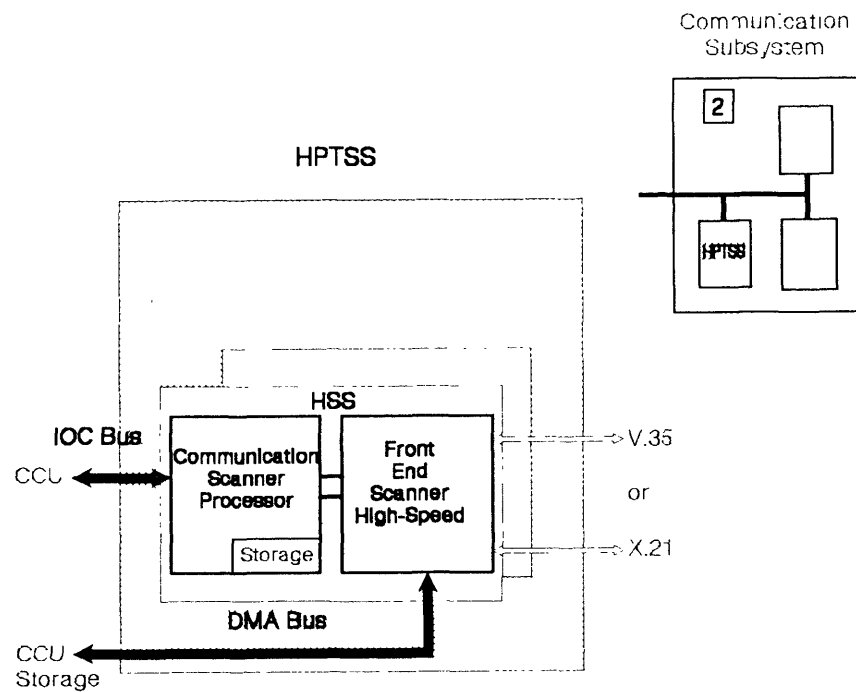 Communication
Subsystem
2
HPTSS
HPTSS
HSS
IOC Bus
CCU
Communication
Scanner
Processor
Storage
Front
End
Scanner
High-Speed
V.35
or
X.21
DMA Bus
CCU
Storage